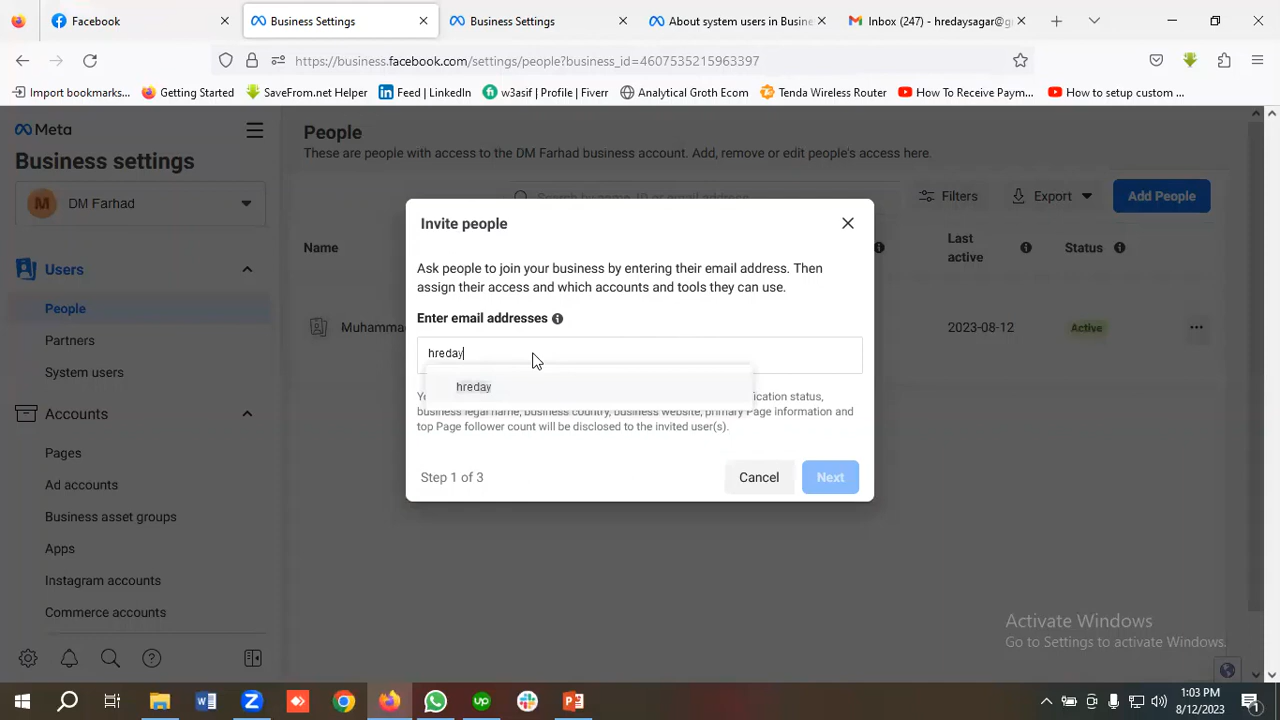 Facebook
Business Settings
Business Settings
About system users in Busine
Inbox (247) - hredaysagar@g
https://business.facebook.com/settings/people?business_id=4607535215963397
Import bookmarks...
Getting Started
SaveFrom.net Helper
Feed | LinkedIn
w3asif | Profile | Fiverr
Analytical Groth Ecom
Tenda Wireless Router
How To Receive Paym...
How to setup custom ...
Meta
Business settings
M
DM Farhad
Users
People
Partners
System users
Accounts
Pages
Ad accounts
Business asset groups
Apps
Instagram accounts
Commerce accounts
People
These are people with access to the DM Farhad business account. Add, remove or edit people's access here.
Search by name, ID or email address
Filters
Export
Add People
Name
Last active
Status
Muhammad
2023-08-12
Active
Invite people
Ask people to join your business by entering their email address. Then
assign their access and which accounts and tools they can use.
Enter email addresses
hreday
hreday
ication status,
business legal name, business country, business website, primary Page information and
top Page follower count will be disclosed to the invited user(s).
Step 1 of 3
Cancel
Next
Activate Windows
Go to Settings to activate Windows.
1:03 PM
8/12/2023